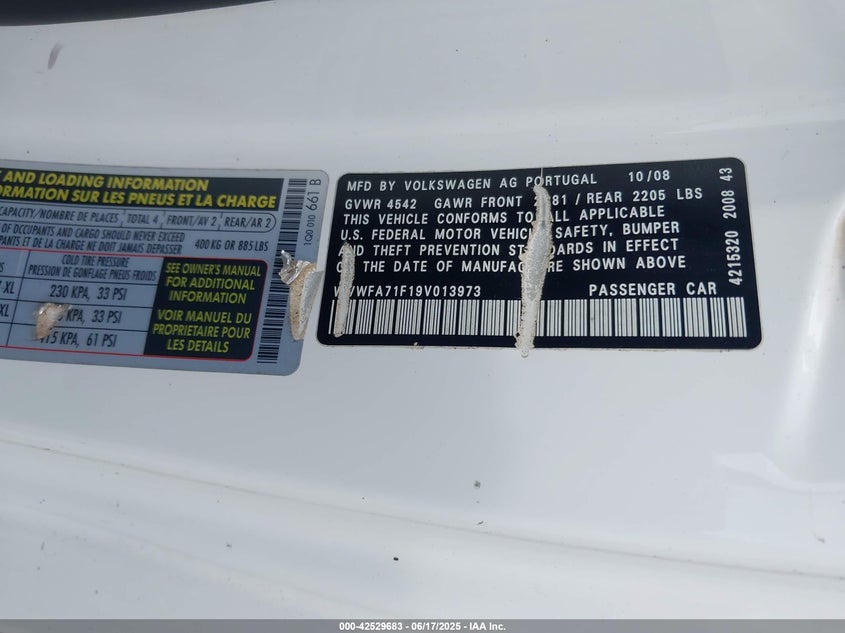 AND LOADING INFORMATION
SUR LES PNEUS ET LA CHARGE
CAPACITY/NOMBRE DE PLACES TOTAL 4 FRONT/AV 2 REAR/AR 2
OF OCCUPANTS AND CARGO SHOULD NEVER EXCEED
ET DE LA CHARGE NE DOIT JAMAIS DEPASSER
400 KG OR 885 LBS
COLD TIRE PRESSURE
PRESSION DE GONFLAGE PNEUS FROIDS
XL 230 KPA, 33 PSI
XL KPA, 33 PSI
KPA, 61 PSI
SEE OWNER'S MANUAL
FOR ADDITIONAL
INFORMATION
VOIR MANUEL DU
PROPRIETAIRE POUR
LES DETAILS
1Q0 010 661 B
MFD BY VOLKSWAGEN AG PORTUGAL 10/08
GVWR 4542 GAWR FRONT / REAR 2205 LBS
THIS VEHICLE CONFORMS TO ALL APPLICABLE
U.S. FEDERAL MOTOR VEHICLE SAFETY, BUMPER
AND THEFT PREVENTION STANDARDS IN EFFECT
ON THE DATE OF MANUFACTURE SHOWN ABOVE
WVWFA71F19V013973 PASSENGER CAR
4215320 2008 43
000-42529683 - 06/17/2025 - IAA Inc.